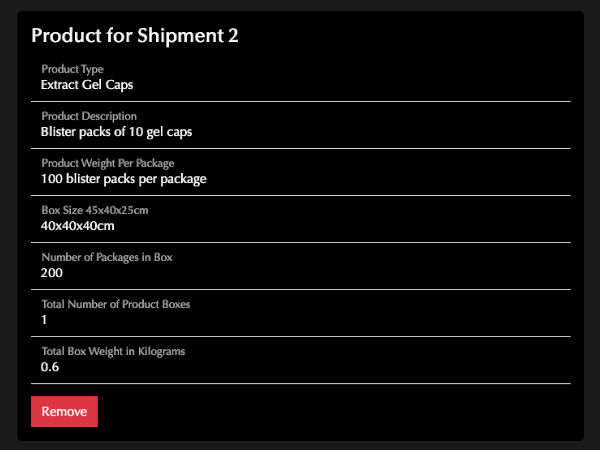 Product for Shipment 2
Product Type
Extract Gel Caps
Product Description
Blister packs of 10 gel caps
Product Weight Per Package
100 blister packs per package
Box Size 45x40x25cm
40x40x40cm
Number of Packages in Box
200
Total Number of Product Boxes
1
Total Box Weight in Kilograms
0.6
Remove